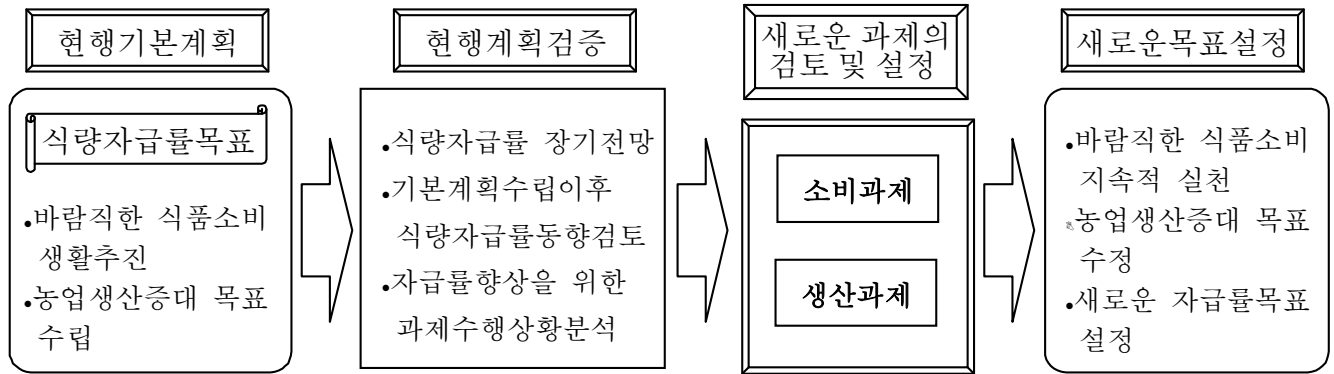 현행기본계획
식량자급률목표
•바람직한 식품소비
생활추진
•농업생산증대 목표
수립
현행계획검증
•식량자급률 장기전망
•기본계획수립이후
식량자급률동향검토
•자급률향상을 위한
과제수행상황분석
새로운 과제의
검토 및 설정
소비과제
생산과제
새로운목표설정
•바람직한 식품소비
지속적 실천
•농업생산증대 목표
수정
•새로운 자급률목표
설정